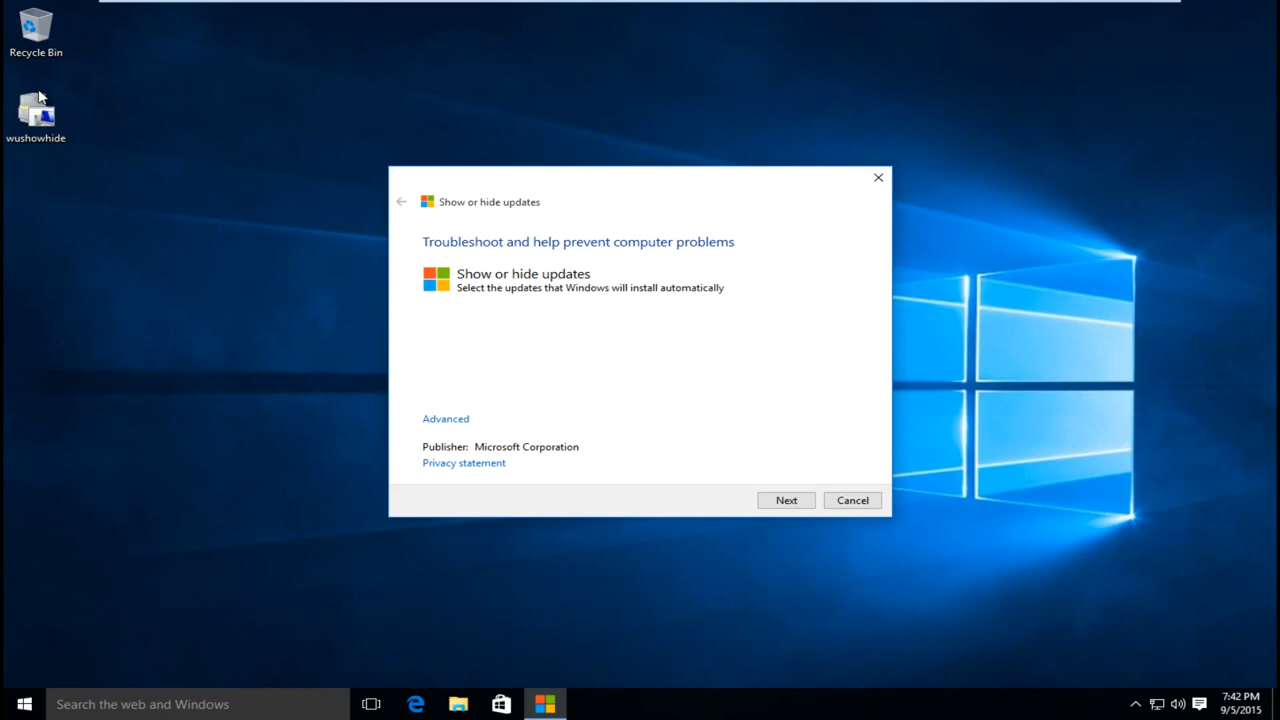 Recycle Bin
wushowhide
Show or hide updates
Troubleshoot and help prevent computer problems
Show or hide updates
Select the updates that Windows will install automatically
Advanced
Publisher: Microsoft Corporation
Privacy statement
Next
Cancel
Search the web and Windows
7:42 PM
9/5/2015